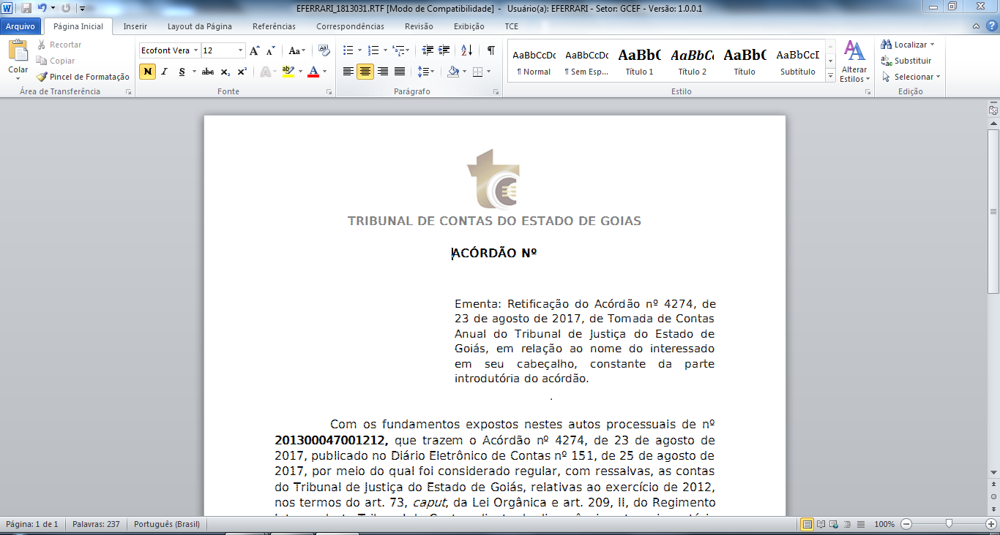 EFERRARI_1813031.RTF [Modo de Compatibilidade] - Usuário(a): EFERRARI - Setor: GCEF - Versão: 1.0.0.1
Arquivo Página Inicial Inserir Layout da Página Referências Correspondências Revisão Exibição TCE
Colar
Recortar
Copiar
Pincel de Formatação
Área de Transferência
Ecofont Vera 12
N I S abe x₂ x² A ab A
Fonte
Parágrafo
AaBbCcDc AaBbCcDc AaBbC AaBbCc AaBbC AaBbCcI
¶ Normal ¶ Sem Esp... Título 1 Título 2 Título Subtítulo
Estilo
Alterar
Estilos
Localizar
Substituir
Selecionar
Edição
TRIBUNAL DE CONTAS DO ESTADO DE GOIAS
ACÓRDÃO Nº
Ementa: Retificação do Acórdão nº 4274, de
23 de agosto de 2017, de Tomada de Contas
Anual do Tribunal de Justiça do Estado de
Goiás, em relação ao nome do interessado
em seu cabeçalho, constante da parte
introdutória do acórdão.
.
Com os fundamentos expostos nestes autos processuais de nº
201300047001212, que trazem o Acórdão nº 4274, de 23 de agosto de
2017, publicado no Diário Eletrônico de Contas nº 151, de 25 de agosto de
2017, por meio do qual foi considerado regular, com ressalvas, as contas
do Tribunal de Justiça do Estado de Goiás, relativas ao exercício de 2012,
nos termos do art. 73, caput, da Lei Orgânica e art. 209, II, do Regimento
Página: 1 de 1 Palavras: 237 Português (Brasil) 100%